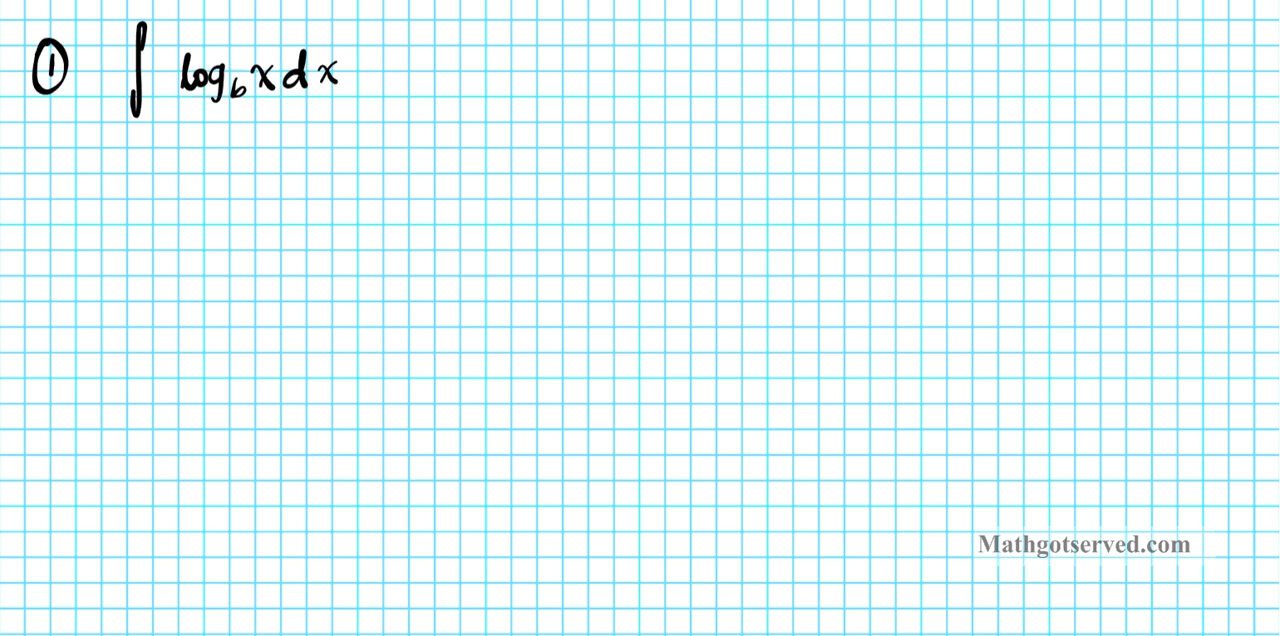 ① ∫ log_b x dx
Mathgotserved.com